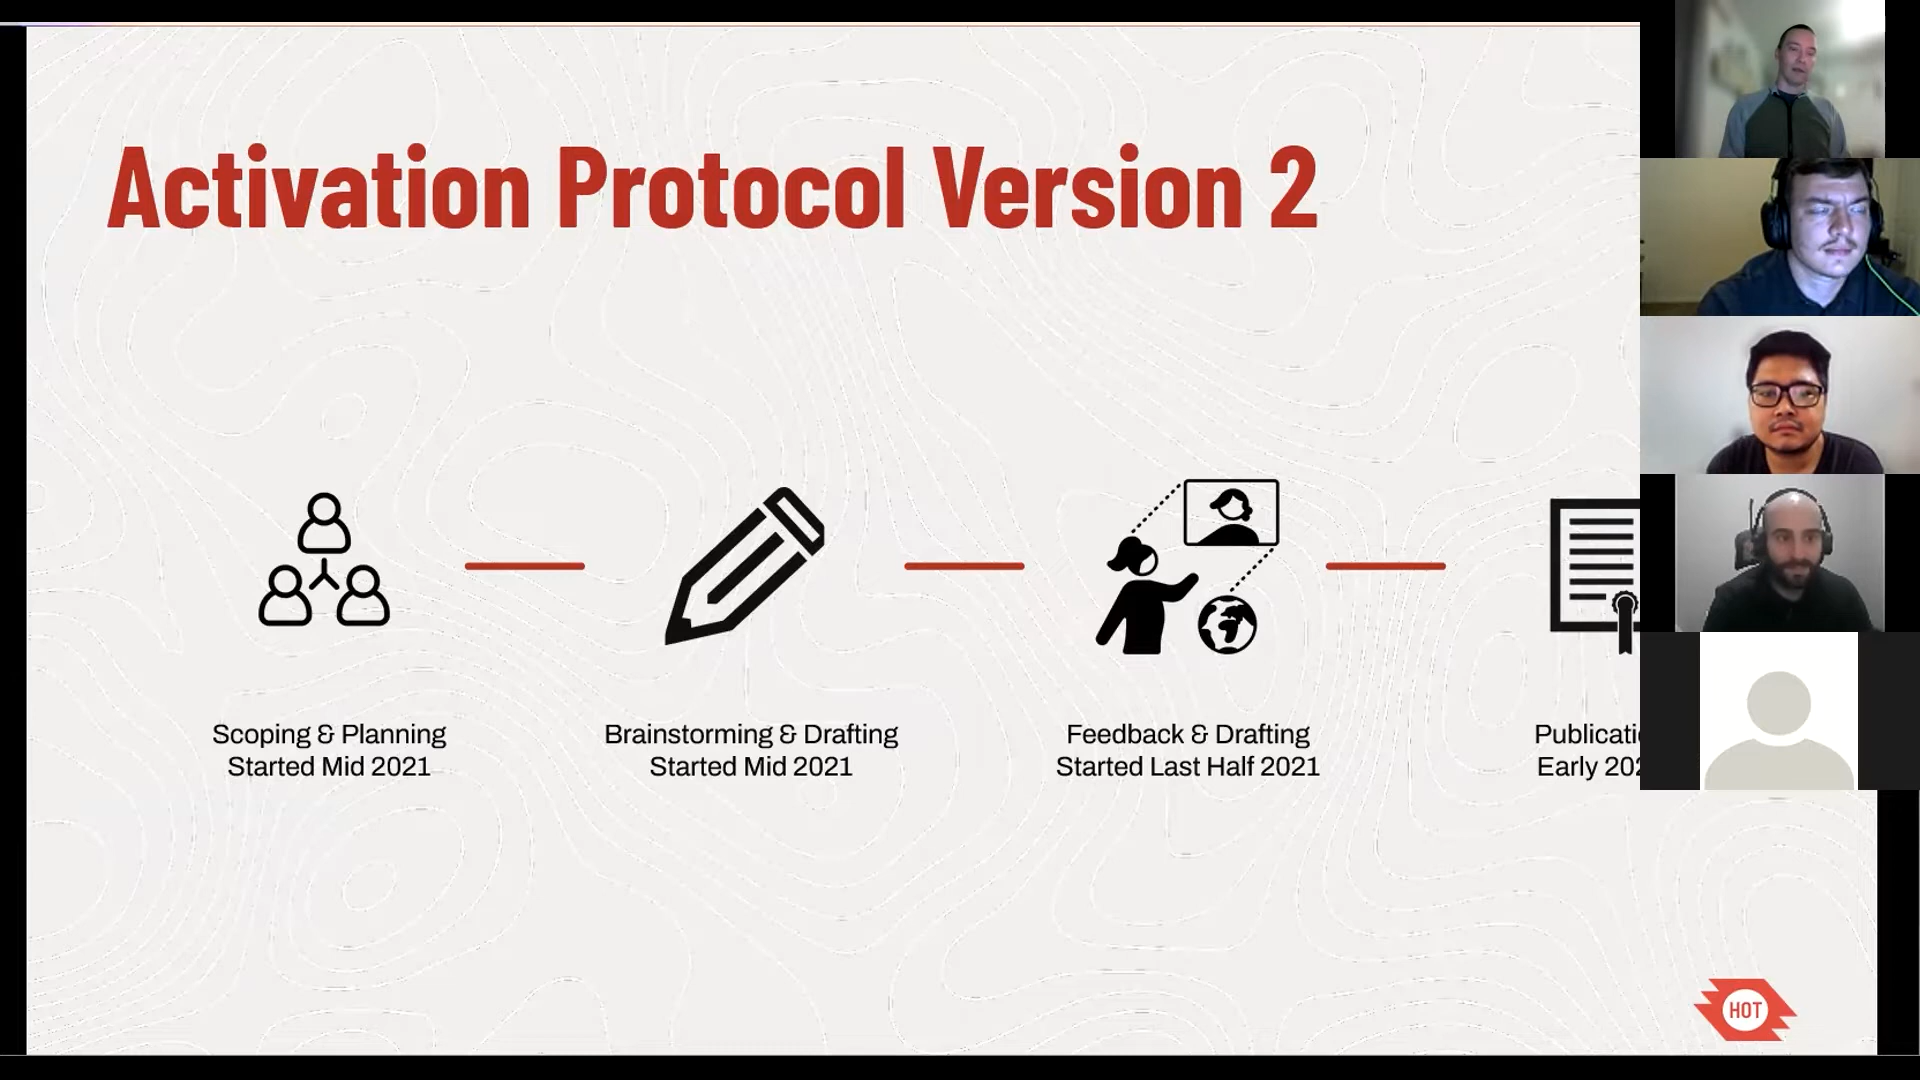 Activation Protocol Version 2
Scoping & Planning
Started Mid 2021
Brainstorming & Drafting
Started Mid 2021
Feedback & Drafting
Started Last Half 2021
Early
HOT